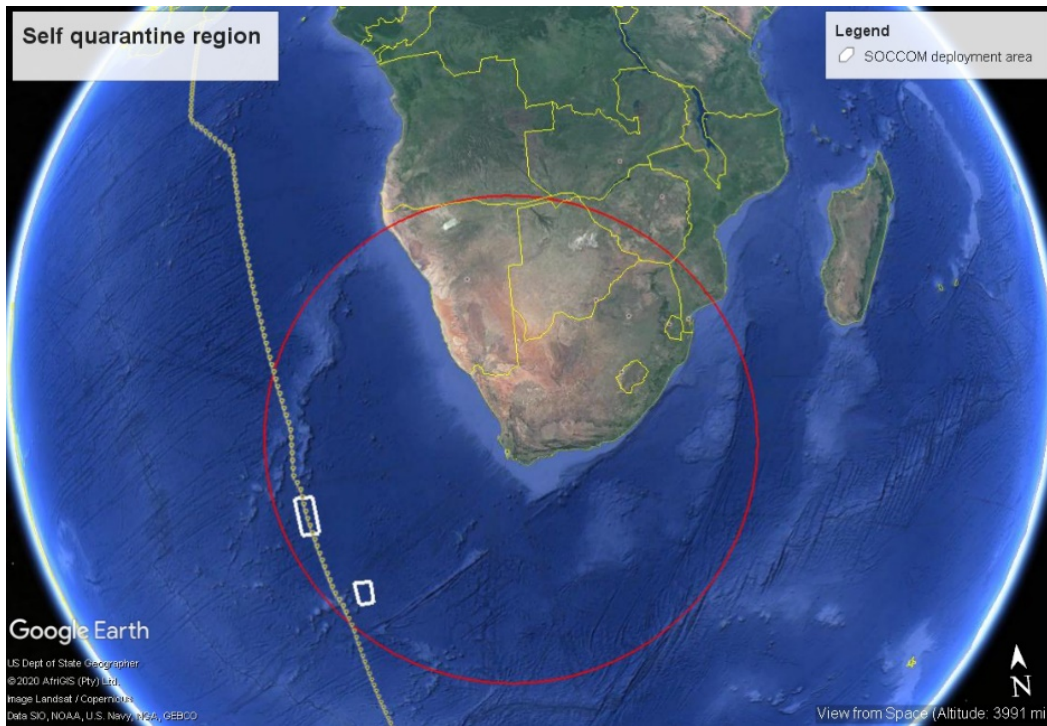 Self quarantine region
Legend
SOCCOM deployment area
Google Earth
US Dept of State Geographer
© 2020 AfriGIS (Pty) Ltd.
Image Landsat / Copernicus
Data SIO, NOAA, U.S. Navy, NGA, GEBCO
N
View from Space (Altitude: 3991 mi